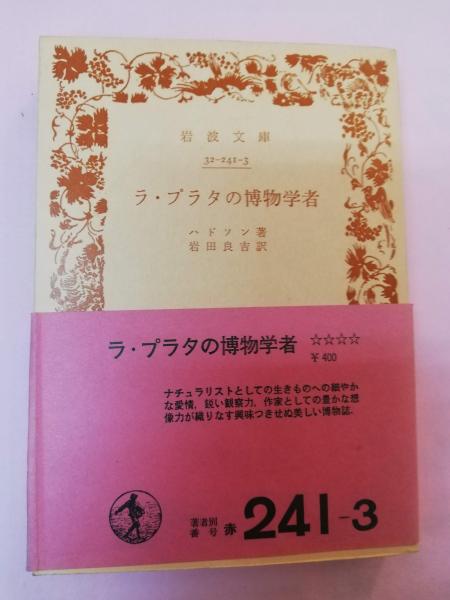 岩波文庫
32-241-3
ラ・プラタの博物学者
ハドソン著
岩田良吉訳
ラ・プラタの博物学者 ☆☆☆☆
¥400
ナチュラリストとしての生きものへの細やか
な愛情，鋭い観察力，作家としての豊かな想
像力が織りなす興味つきせぬ美しい博物誌．
著者別
番号 赤 241-3